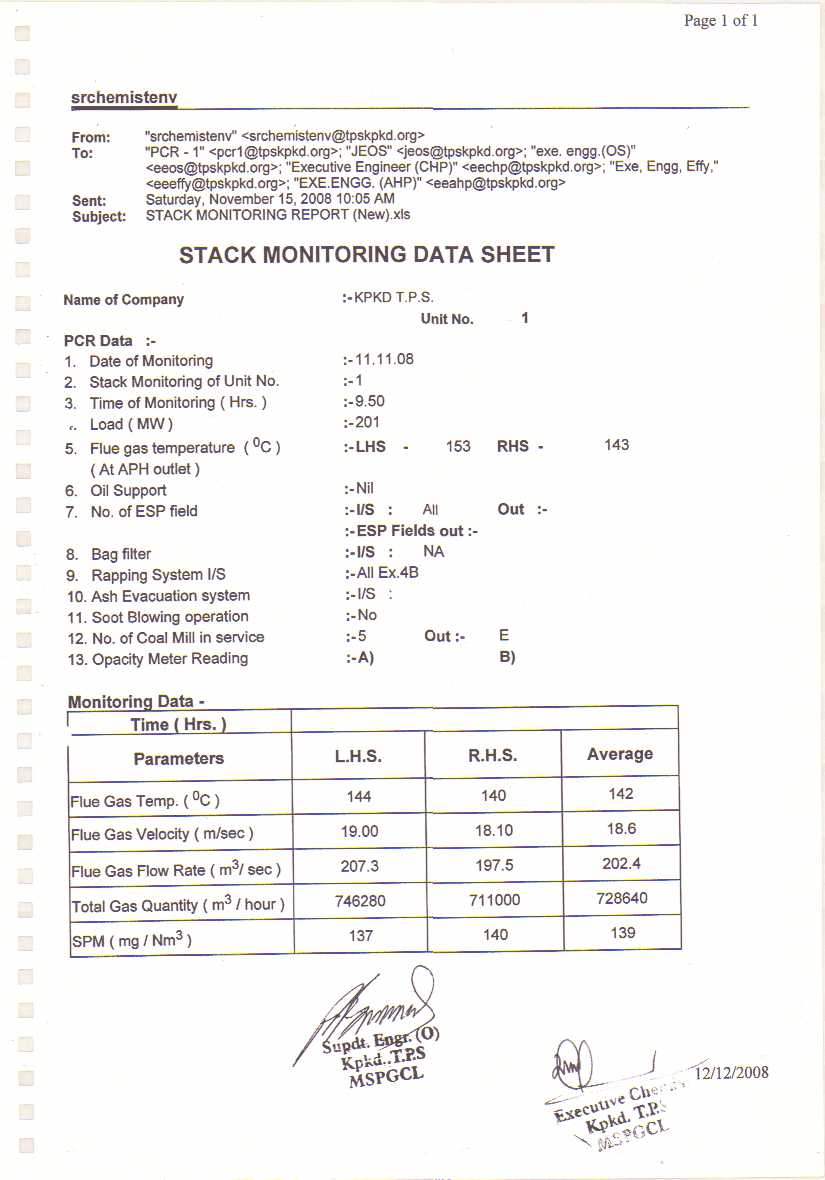 Page 1 of 1
srchemistenv
From: "srchemistenv" <srchemistenv@tpskpkd.org>
To: "PCR - 1" <pcr1@tpskpkd.org>; "JEOS" <jeos@tpskpkd.org>; "exe. engg.(OS)"
<eeos@tpskpkd.org>; "Executive Engineer (CHP)" <eechp@tpskpkd.org>; "Exe, Engg, Effy,"
<eeeffy@tpskpkd.org>; "EXE.ENGG. (AHP)" <eeahp@tpskpkd.org>
Sent: Saturday, November 15, 2008 10:05 AM
Subject: STACK MONITORING REPORT (New).xls
STACK MONITORING DATA SHEET
Name of Company :-KPKD T.P.S.
Unit No. 1
PCR Data :-
1. Date of Monitoring :-11.11.08
2. Stack Monitoring of Unit No. :-1
3. Time of Monitoring ( Hrs. ) :-9.50
Load ( MW ) :-201
5. Flue gas temperature ( ⁰C ) :-LHS - 153 RHS - 143
( At APH outlet )
6. Oil Support :-Nil
7. No. of ESP field :-I/S : All Out :-
:-ESP Fields out :-
8. Bag filter :-I/S : NA
9. Rapping System I/S :-All Ex.4B
10. Ash Evacuation system :-I/S :
11. Soot Blowing operation :-No
12. No. of Coal Mill in service :-5 Out :- E
13. Opacity Meter Reading :-A) B)
Monitoring Data -
Time ( Hrs. )
Parameters L.H.S. R.H.S. Average
Flue Gas Temp. ( ⁰C ) 144 140 142
Flue Gas Velocity ( m/sec ) 19.00 18.10 18.6
Flue Gas Flow Rate ( m³/ sec ) 207.3 197.5 202.4
Total Gas Quantity ( m³ / hour ) 746280 711000 728640
SPM ( mg / Nm³ ) 137 140 139
Supdt. Engr. (O)
Kpkd..T.P.S
MSPGCL
12/12/2008
Executive
Kpkd. T.P.S
MSPGCL